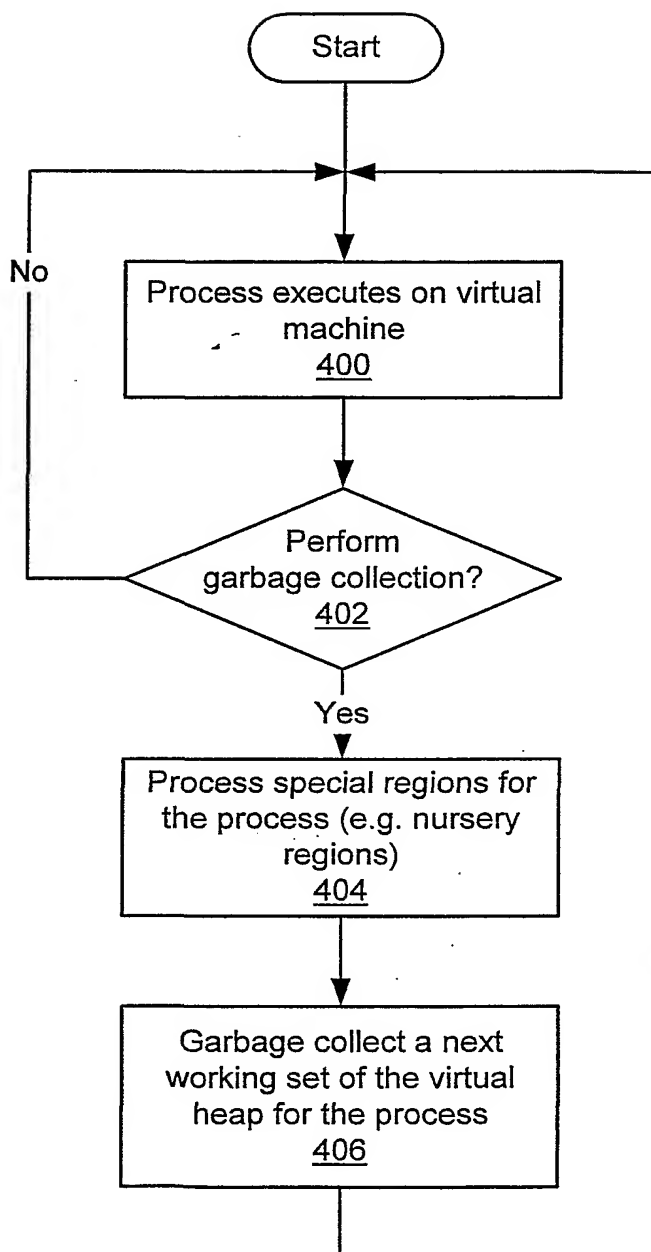 Start
No
Process executes on virtual
machine
400
Perform
garbage collection?
402
Yes
Process special regions for
the process (e.g. nursery
regions)
404
Garbage collect a next
working set of the virtual
heap for the process
406